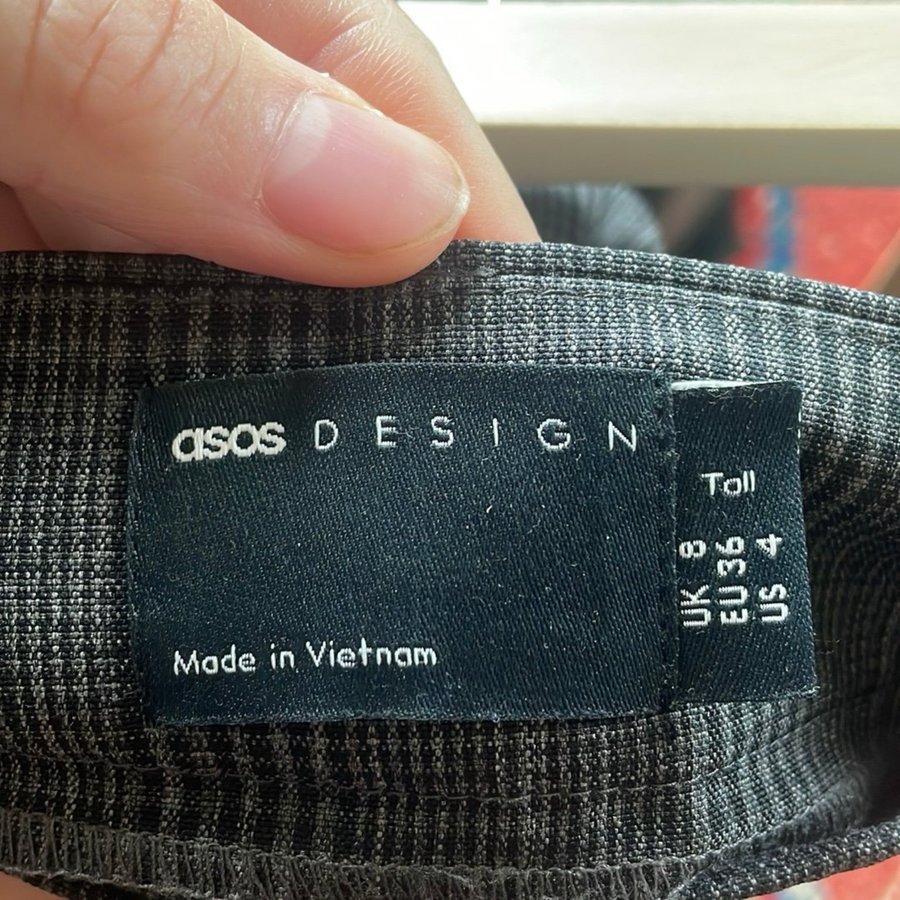 asos DESIGN
Made in Vietnam
Tall
UK 8
EU 36
US 4